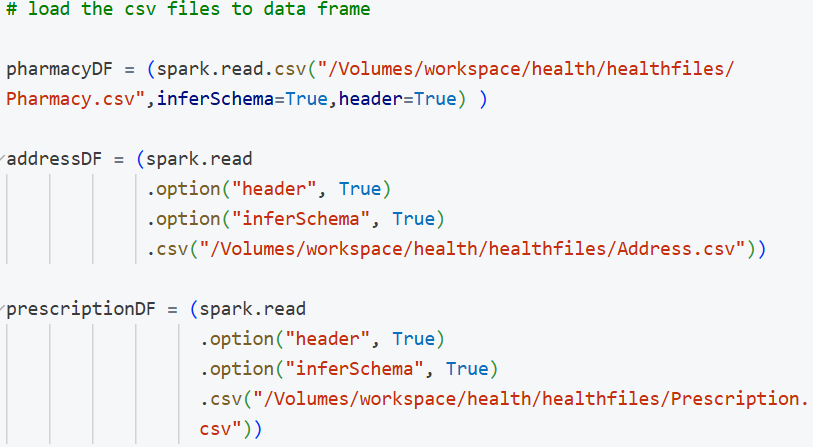 # load the csv files to data frame
pharmacyDF = (spark.read.csv("/Volumes/workspace/health/healthfiles/
Pharmacy.csv",inferSchema=True,header=True) )
addressDF = (spark.read
.option("header", True)
.option("inferSchema", True)
.csv("/Volumes/workspace/health/healthfiles/Address.csv"))
prescriptionDF = (spark.read
.option("header", True)
.option("inferSchema", True)
.csv("/Volumes/workspace/health/healthfiles/Prescription.
csv"))